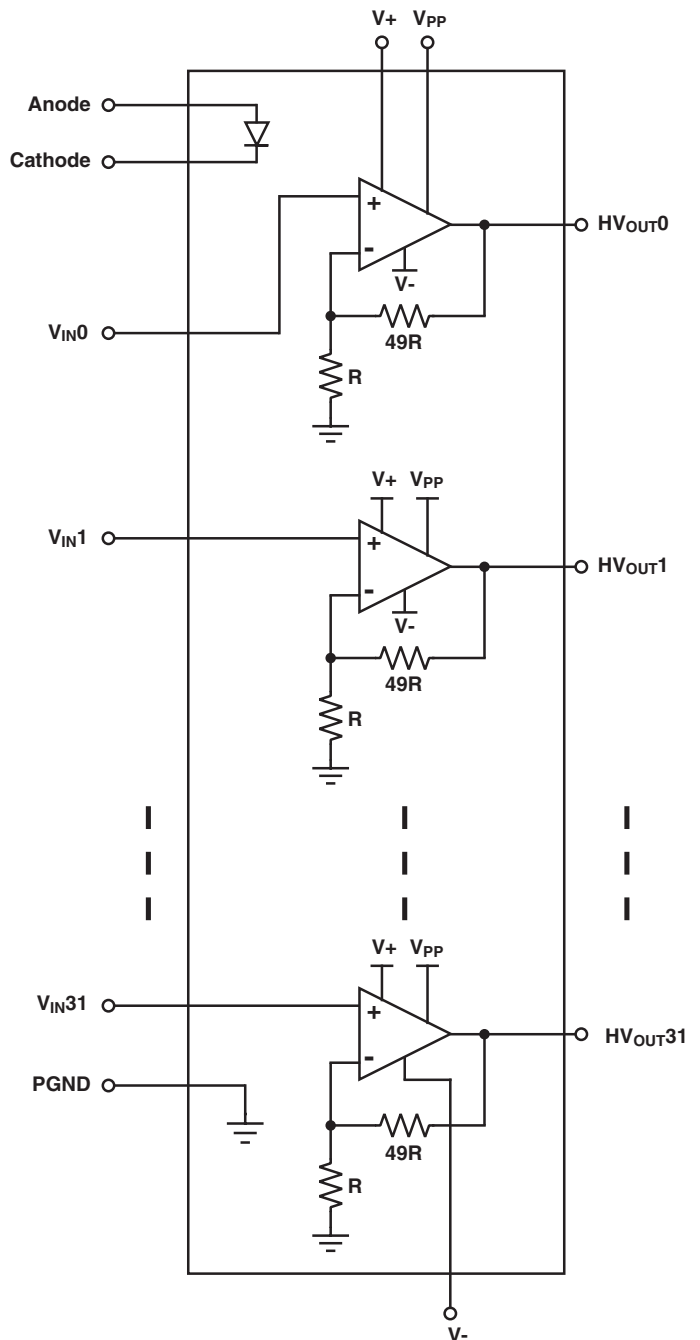 V+ VPP
Anode
Cathode
+
HVOUT0
-
V-
VIN0
49R
R
V+ VPP
VIN1
+
HVOUT1
-
V-
49R
R
V+ VPP
VIN31
+
HVOUT31
-
PGND
49R
R
V-